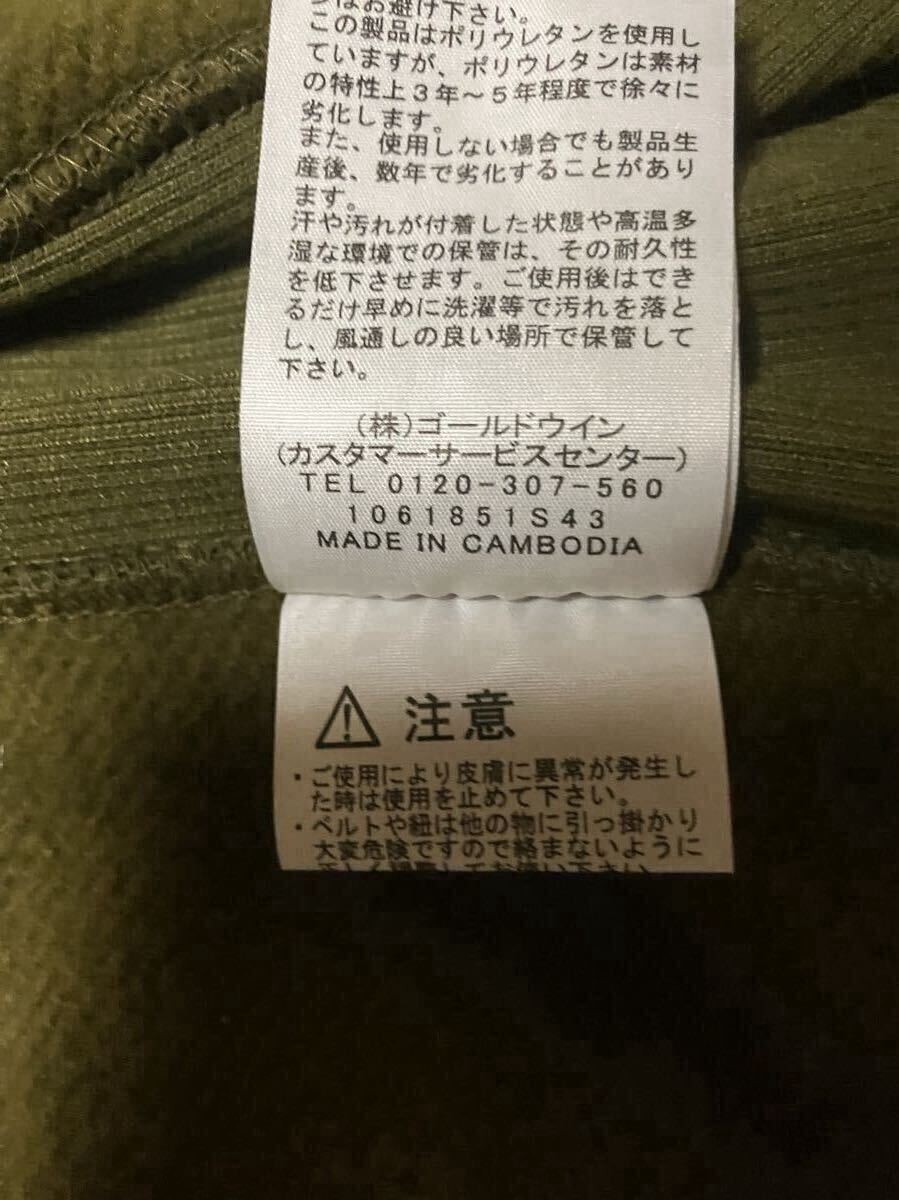 はお避け下さい。
この製品はポリウレタンを使用し
ていますが、ポリウレタンは素材
の特性上3年～5年程度で徐々に
劣化します。
また、使用しない場合でも製品生
産後、数年で劣化することがあり
ます。
汗や汚れが付着した状態や高温多
湿な環境での保管は、その耐久性
を低下させます。ご使用後はでき
るだけ早めに洗濯等で汚れを落と
し、風通しの良い場所で保管して
下さい。
(株)ゴールドウイン
(カスタマーサービスセンター)
TEL 0120-307-560
1061851S43
MADE IN CAMBODIA
注意
・ご使用により皮膚に異常が発生し
た時は使用を止めて下さい。
・ベルトや紐は他の物に引っ掛かり
大変危険ですので絡まないように